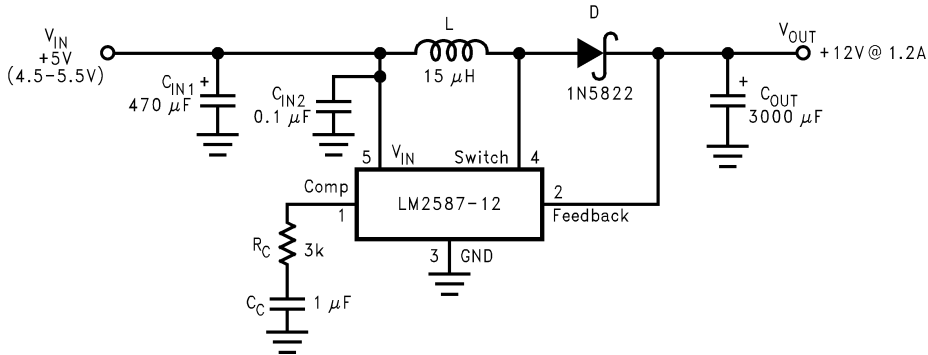 V_IN
+5V
(4.5-5.5V)
C_IN1 +
470 μF
C_IN2
0.1 μF
L
15 μH
D
1N5822
V_OUT
+12V @ 1.2A
+
C_OUT
3000 μF
5 V_IN
Switch 4
Comp
1
LM2587-12
2
Feedback
3 GND
R_C 3k
C_C 1 μF